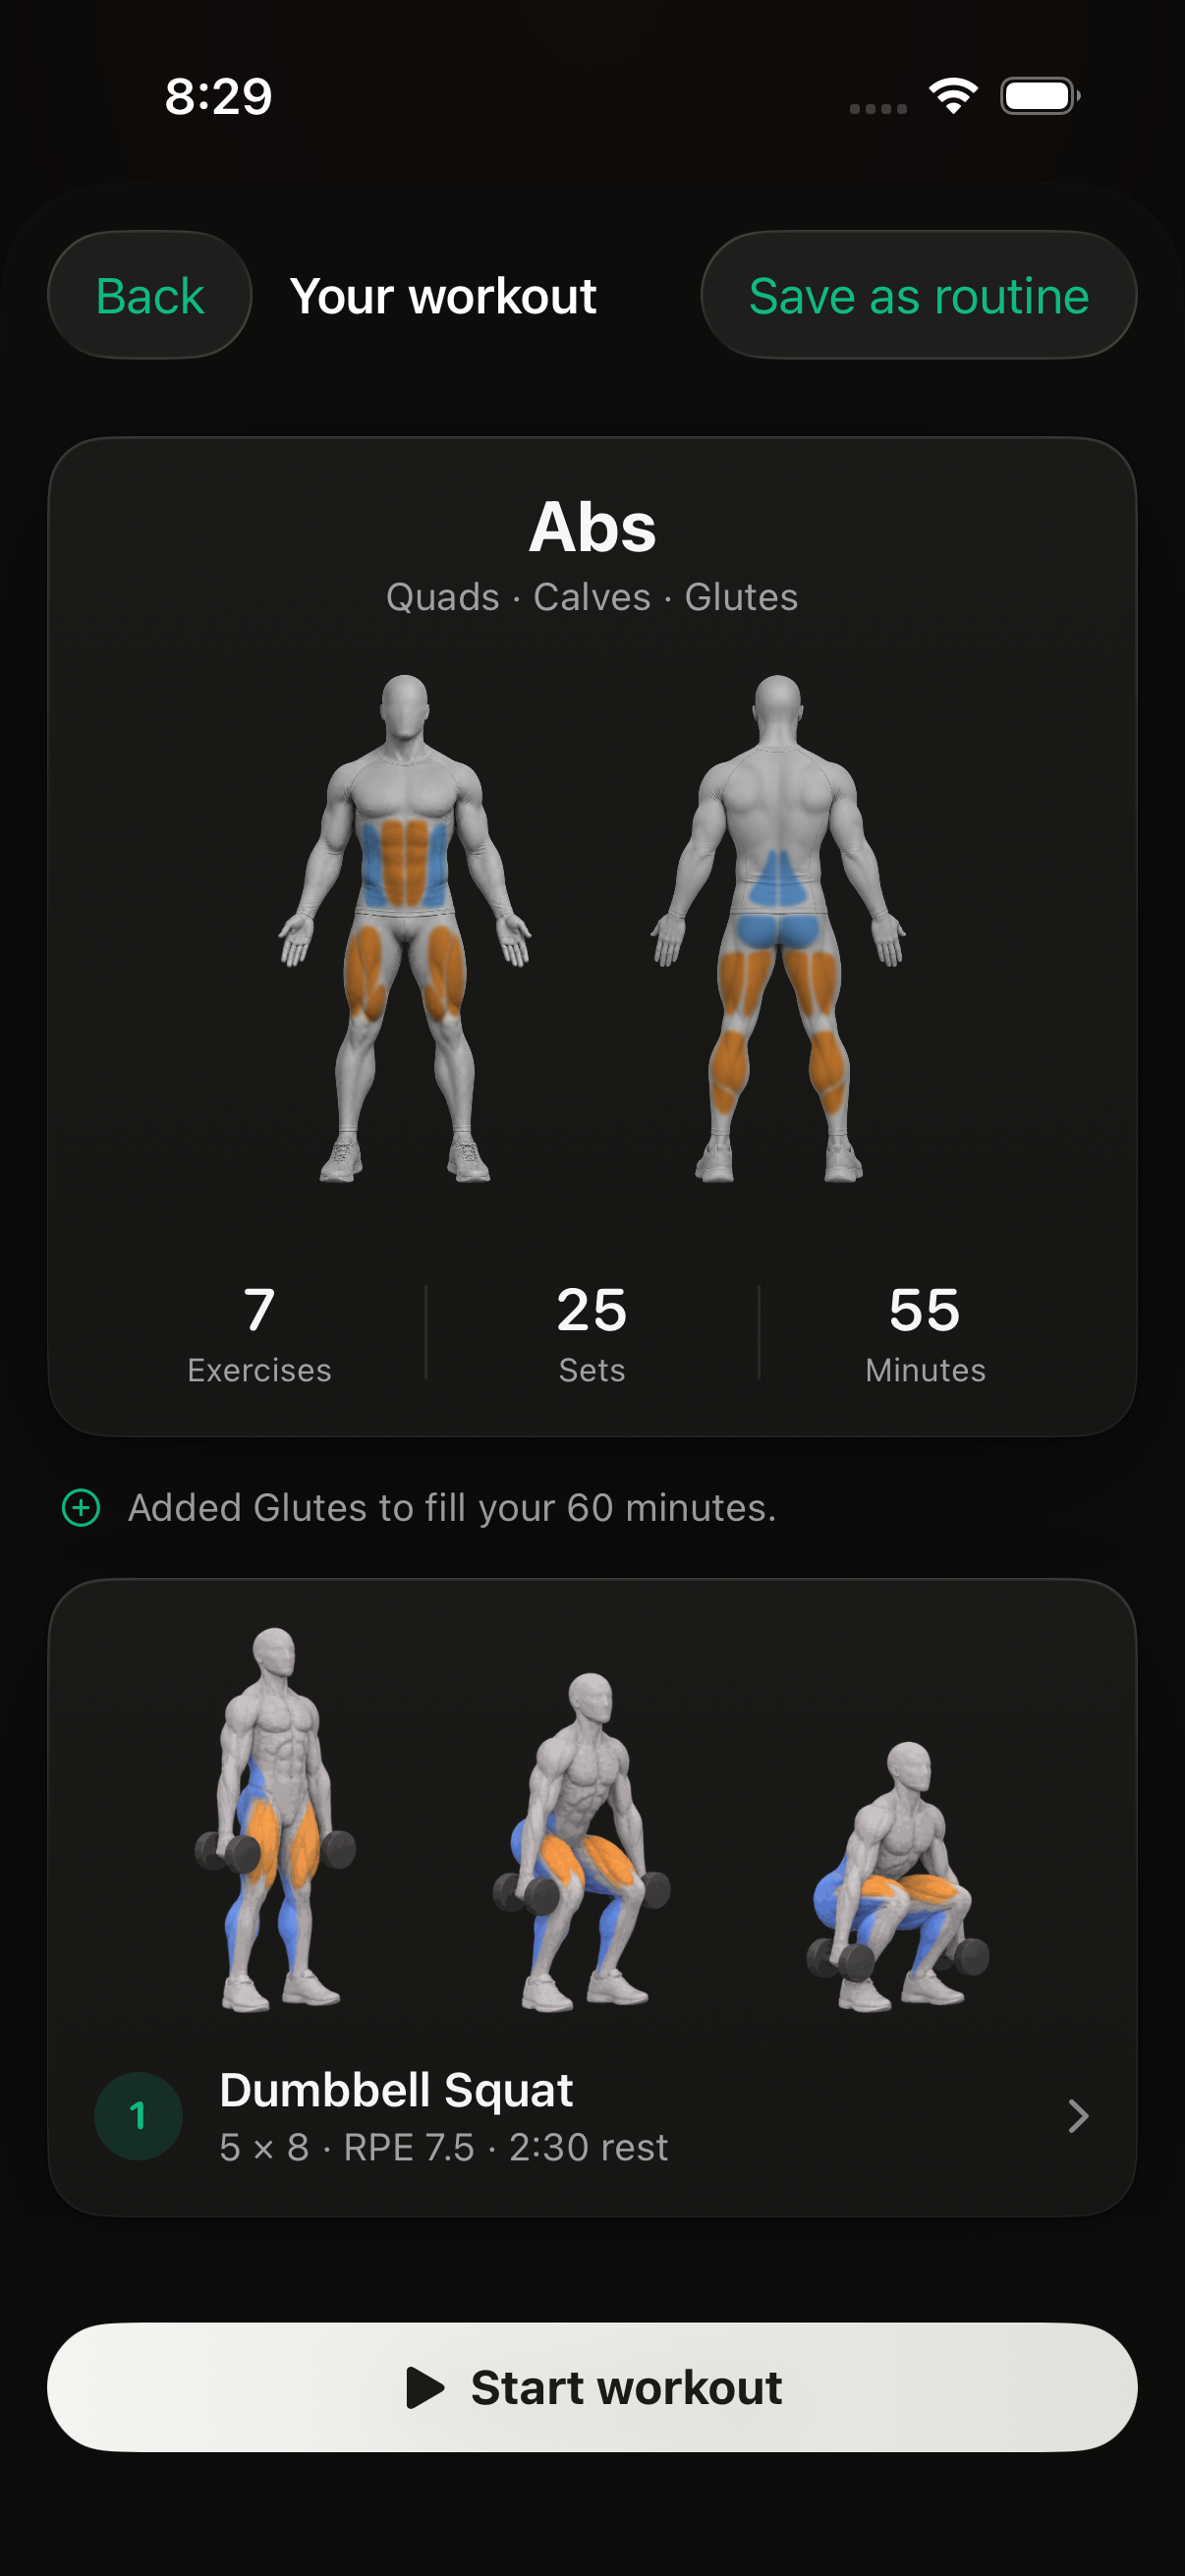 8:29
Back
Your workout
Save as routine
Abs
Quads · Calves · Glutes
7
Exercises
25
Sets
55
Minutes
Added Glutes to fill your 60 minutes.
1
Dumbbell Squat
5 × 8 · RPE 7.5 · 2:30 rest
Start workout